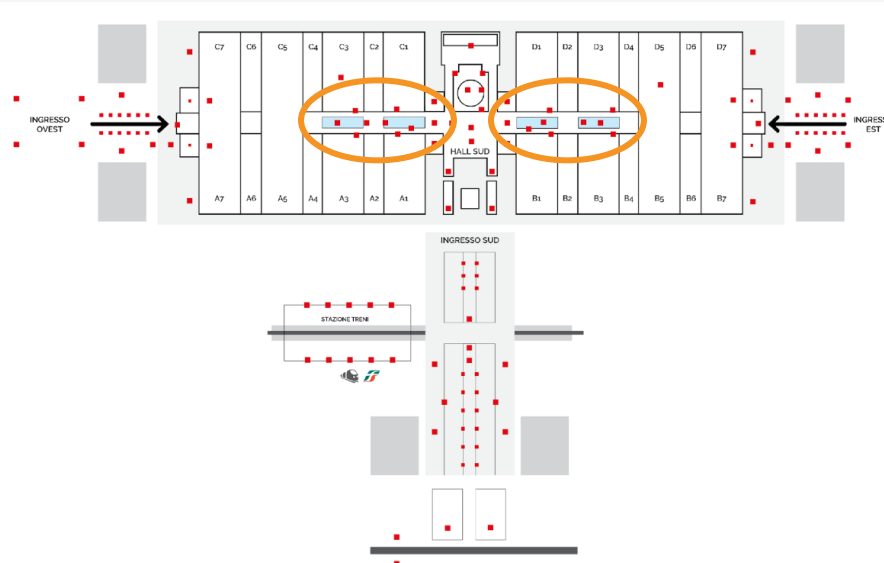 C7 C6 C5 C4 C3 C2 C1 D1 D2 D3 D4 D5 D6 D7
INGRESSO
OVEST
INGRESS
EST
HALL SUD
A7 A6 A5 A4 A3 A2 A1 B1 B2 B3 B4 B5 B6 B7
INGRESSO SUD
STAZIONE TRENI